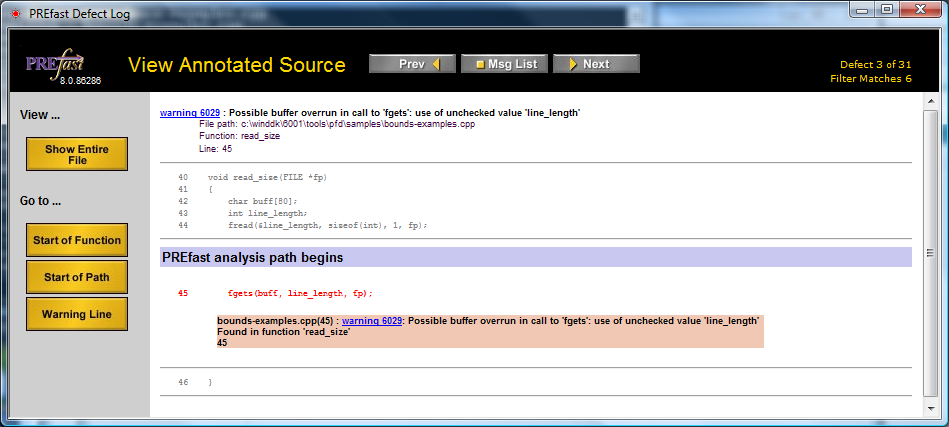 PREfast Defect Log
PREfast
8.0.86286
View Annotated Source
Prev
Msg List
Next
Defect 3 of 31
Filter Matches 6
View ...
Show Entire
File
Go to ...
Start of Function
Start of Path
Warning Line
warning 6029 : Possible buffer overrun in call to 'fgets': use of unchecked value 'line_length'
File path: c:\winddk\6001\tools\pfd\samples\bounds-examples.cpp
Function: read_size
Line: 45
40 void read_size(FILE *fp)
41 {
42 char buff[80];
43 int line_length;
44 fread(&line_length, sizeof(int), 1, fp);
PREfast analysis path begins
45 fgets(buff, line_length, fp);
bounds-examples.cpp(45) : warning 6029: Possible buffer overrun in call to 'fgets': use of unchecked value 'line_length'
Found in function 'read_size'
45
46 }